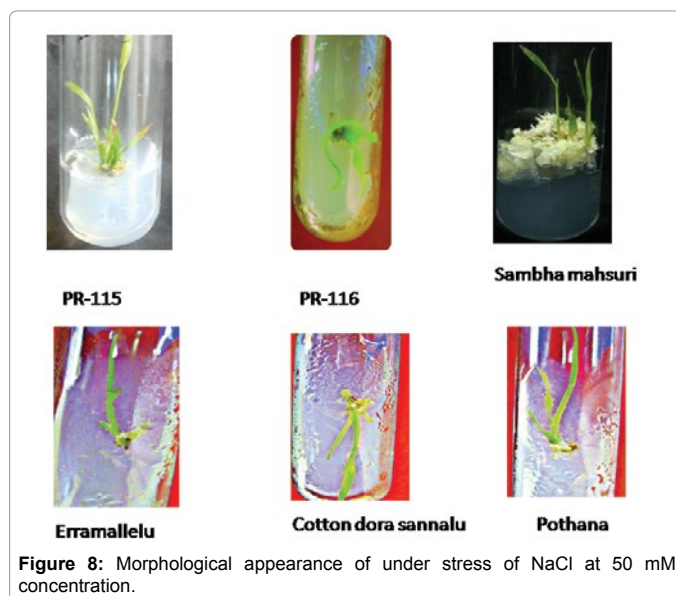 PR-115
PR-116
Sambha mahsuri
Erramallelu
Cotton dora sannalu
Pothana
Figure 8: Morphological appearance of under stress of NaCl at 50 mM
concentration.